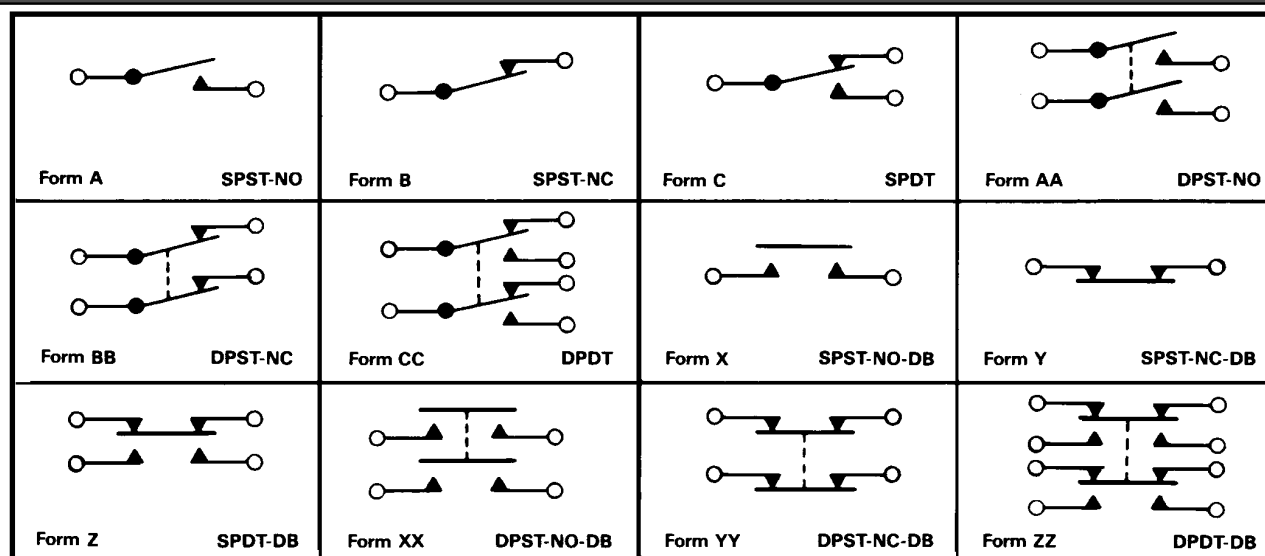 Form A SPST-NO
Form B SPST-NC
Form C SPDT
Form AA DPST-NO
Form BB DPST-NC
Form CC DPDT
Form X SPST-NO-DB
Form Y SPST-NC-DB
Form Z SPDT-DB
Form XX DPST-NO-DB
Form YY DPST-NC-DB
Form ZZ DPDT-DB